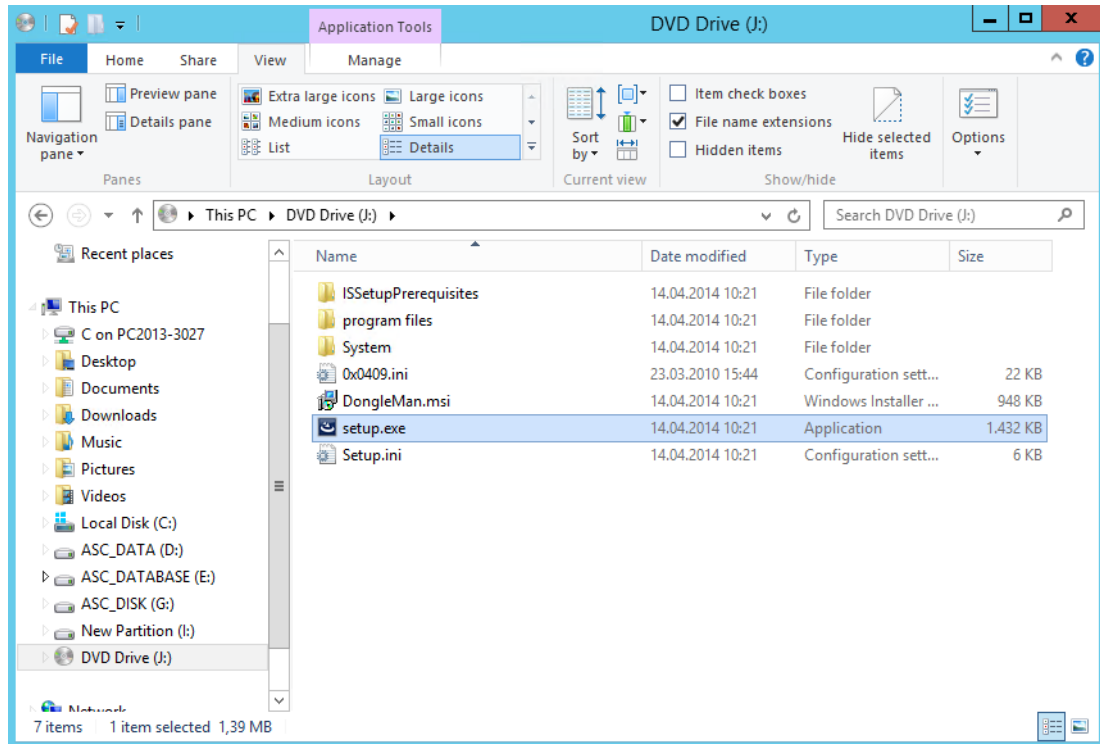 Application Tools
DVD Drive (J:)
File Home Share View Manage
Navigation pane
Preview pane
Details pane
Panes
Extra large icons Large icons
Medium icons Small icons
List Details
Layout
Sort by
Current view
Item check boxes
File name extensions
Hidden items
Hide selected items
Show/hide
Options
This PC DVD Drive (J:)
Search DVD Drive (J:)
Recent places
This PC
C on PC2013-3027
Desktop
Documents
Downloads
Music
Pictures
Videos
Local Disk (C:)
ASC_DATA (D:)
ASC_DATABASE (E:)
ASC_DISK (G:)
New Partition (I:)
DVD Drive (J:)
Network
Name Date modified Type Size
ISSetupPrerequisites 14.04.2014 10:21 File folder
program files 14.04.2014 10:21 File folder
System 14.04.2014 10:21 File folder
0x0409.ini 23.03.2010 15:44 Configuration sett... 22 KB
DongleMan.msi 14.04.2014 10:21 Windows Installer ... 948 KB
setup.exe 14.04.2014 10:21 Application 1.432 KB
Setup.ini 14.04.2014 10:21 Configuration sett... 6 KB
7 items 1 item selected 1,39 MB